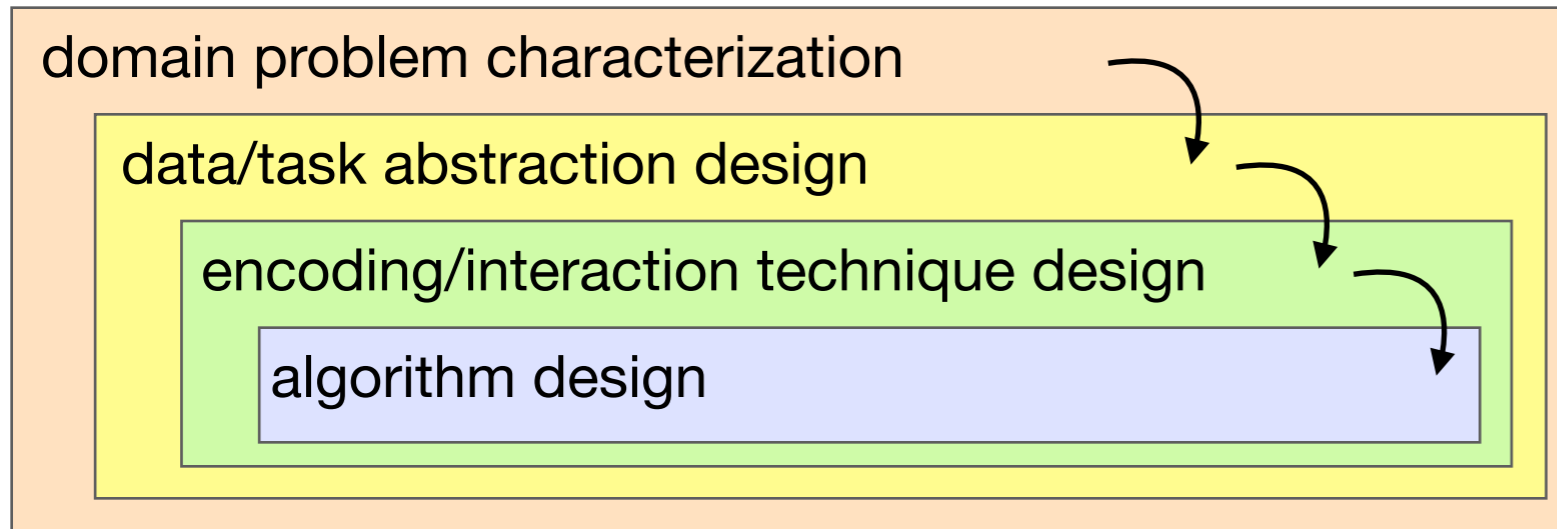 domain problem characterization
data/task abstraction design
encoding/interaction technique design
algorithm design